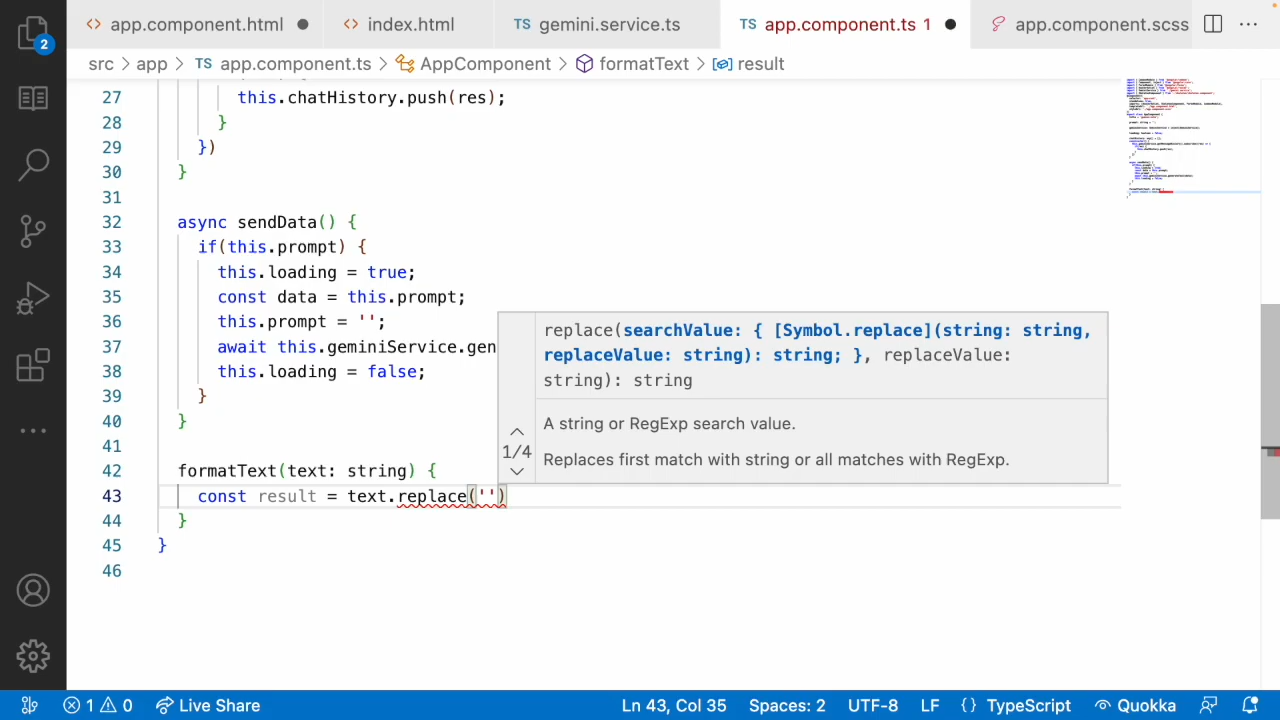 2
app.component.html
index.html
TS gemini.service.ts
TS app.component.ts 1
app.component.scss
src > app > TS app.component.ts > AppComponent > formatText > result
27 this.chatHistory.push(res);
28 }
29 })
30 }
31
32 async sendData() {
33 if(this.prompt) {
34 this.loading = true;
35 const data = this.prompt;
36 this.prompt = '';
37 await this.geminiService.gen
38 this.loading = false;
39 }
40 }
41
42 formatText(text: string) {
43 const result = text.replace('')
44 }
45 }
46
replace(searchValue: { [Symbol.replace](string: string,
replaceValue: string): string; }, replaceValue:
string): string
A string or RegExp search value.
1/4
Replaces first match with string or all matches with RegExp.
1 0 Live Share Ln 43, Col 35 Spaces: 2 UTF-8 LF {} TypeScript Quokka